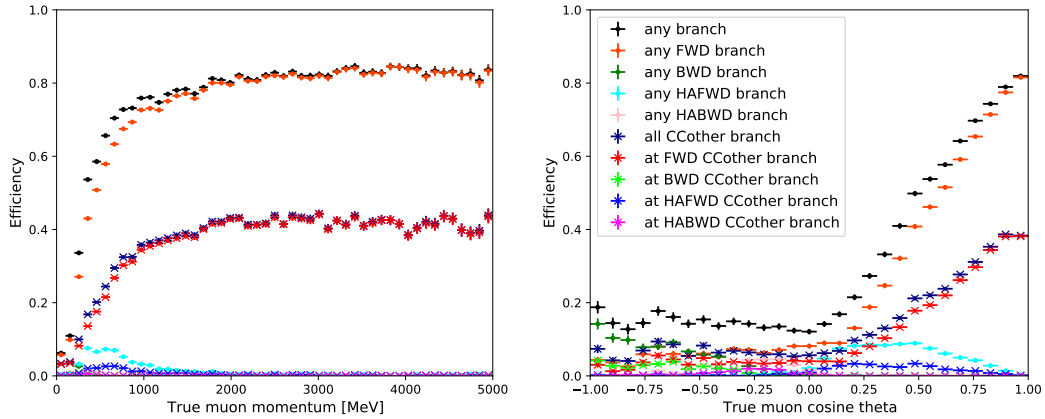 1.0
0.8
0.6
0.4
0.2
0.0
Efficiency
0 1000 2000 3000 4000 5000
True muon momentum [MeV]
1.0
0.8
0.6
0.4
0.2
0.0
Efficiency
any branch
any FWD branch
any BWD branch
any HAFWD branch
any HABWD branch
all CCother branch
at FWD CCother branch
at BWD CCother branch
at HAFWD CCother branch
at HABWD CCother branch
−1.00 −0.75 −0.50 −0.25 0.00 0.25 0.50 0.75 1.00
True muon cosine theta